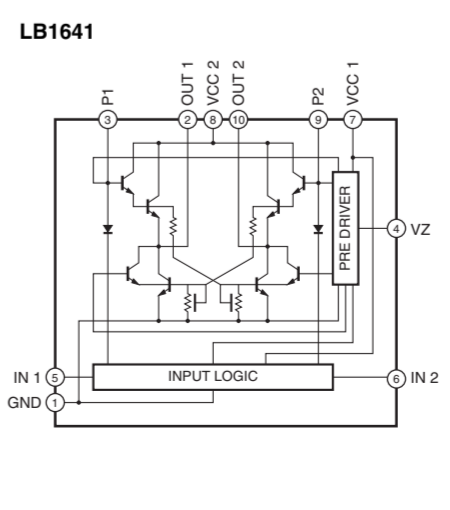 LB1641
P1
OUT 1
VCC 2
OUT 2
P2
VCC 1
3
2
8
10
9
7
PRE DRIVER
4 VZ
IN 1 5
INPUT LOGIC
6 IN 2
GND 1